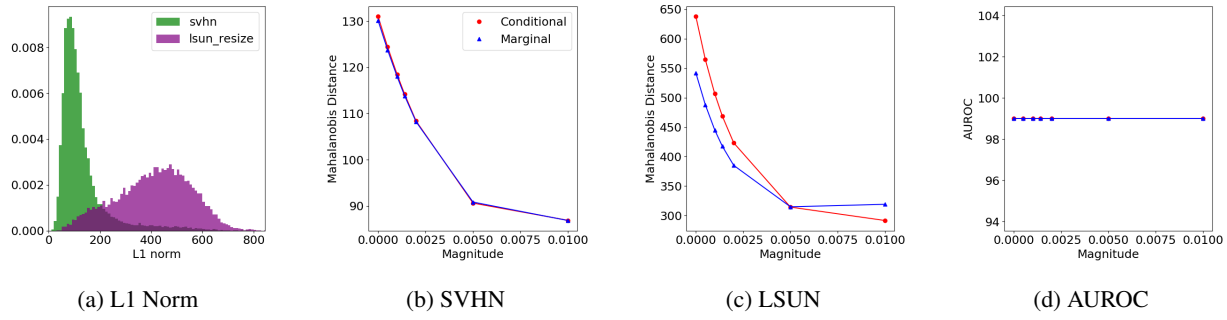 svhn
lsun_resize
0.008
0.006
0.004
0.002
0.000
0 200 400 600 800
L1 norm
(a) L1 Norm
Conditional
Marginal
Mahalanobis Distance
130
120
110
100
90
0.0000 0.0025 0.0050 0.0075 0.0100
Magnitude
(b) SVHN
Mahalanobis Distance
650
600
550
500
450
400
350
300
0.0000 0.0025 0.0050 0.0075 0.0100
Magnitude
(c) LSUN
AUROC
104
102
100
98
96
94
0.0000 0.0025 0.0050 0.0075 0.0100
Magnitude
(d) AUROC